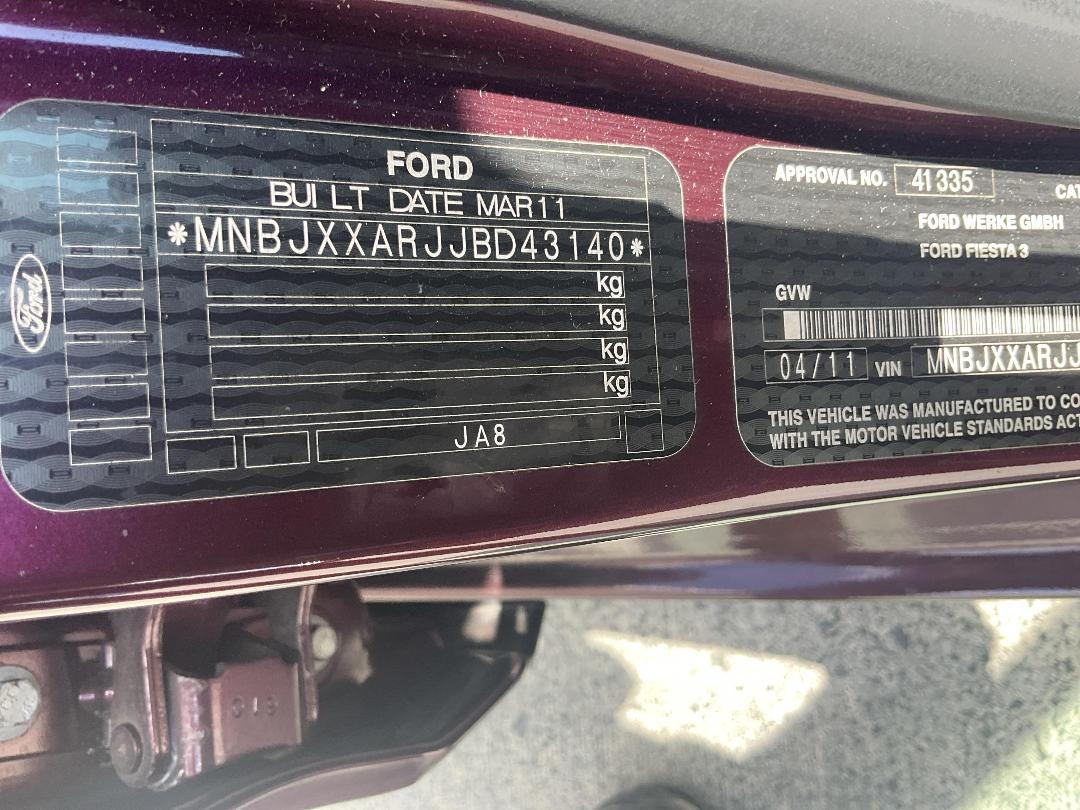 Ford
FORD
BUILT DATE MAR11
*MNBJXXARJJBD43140*
kg
kg
kg
kg
JA8
APPROVAL NO. 41335
CAT
FORD WERKE GMBH
FORD FIESTA 3
GVW
04/11 VIN MNBJXXARJJ
THIS VEHICLE WAS MANUFACTURED TO CO
WITH THE MOTOR VEHICLE STANDARDS ACT